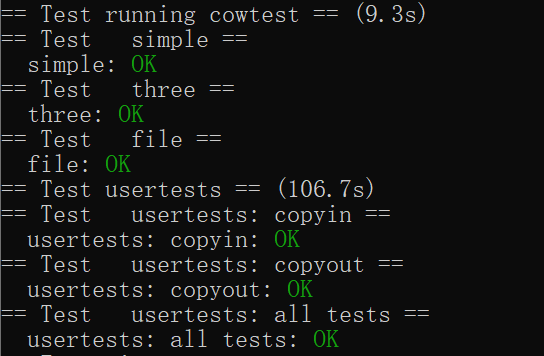 == Test running cowtest == (9.3s)
== Test   simple ==
  simple: OK
== Test   three ==
  three: OK
== Test   file ==
  file: OK
== Test usertests == (106.7s)
== Test   usertests: copyin ==
  usertests: copyin: OK
== Test   usertests: copyout ==
  usertests: copyout: OK
== Test   usertests: all tests ==
  usertests: all tests: OK